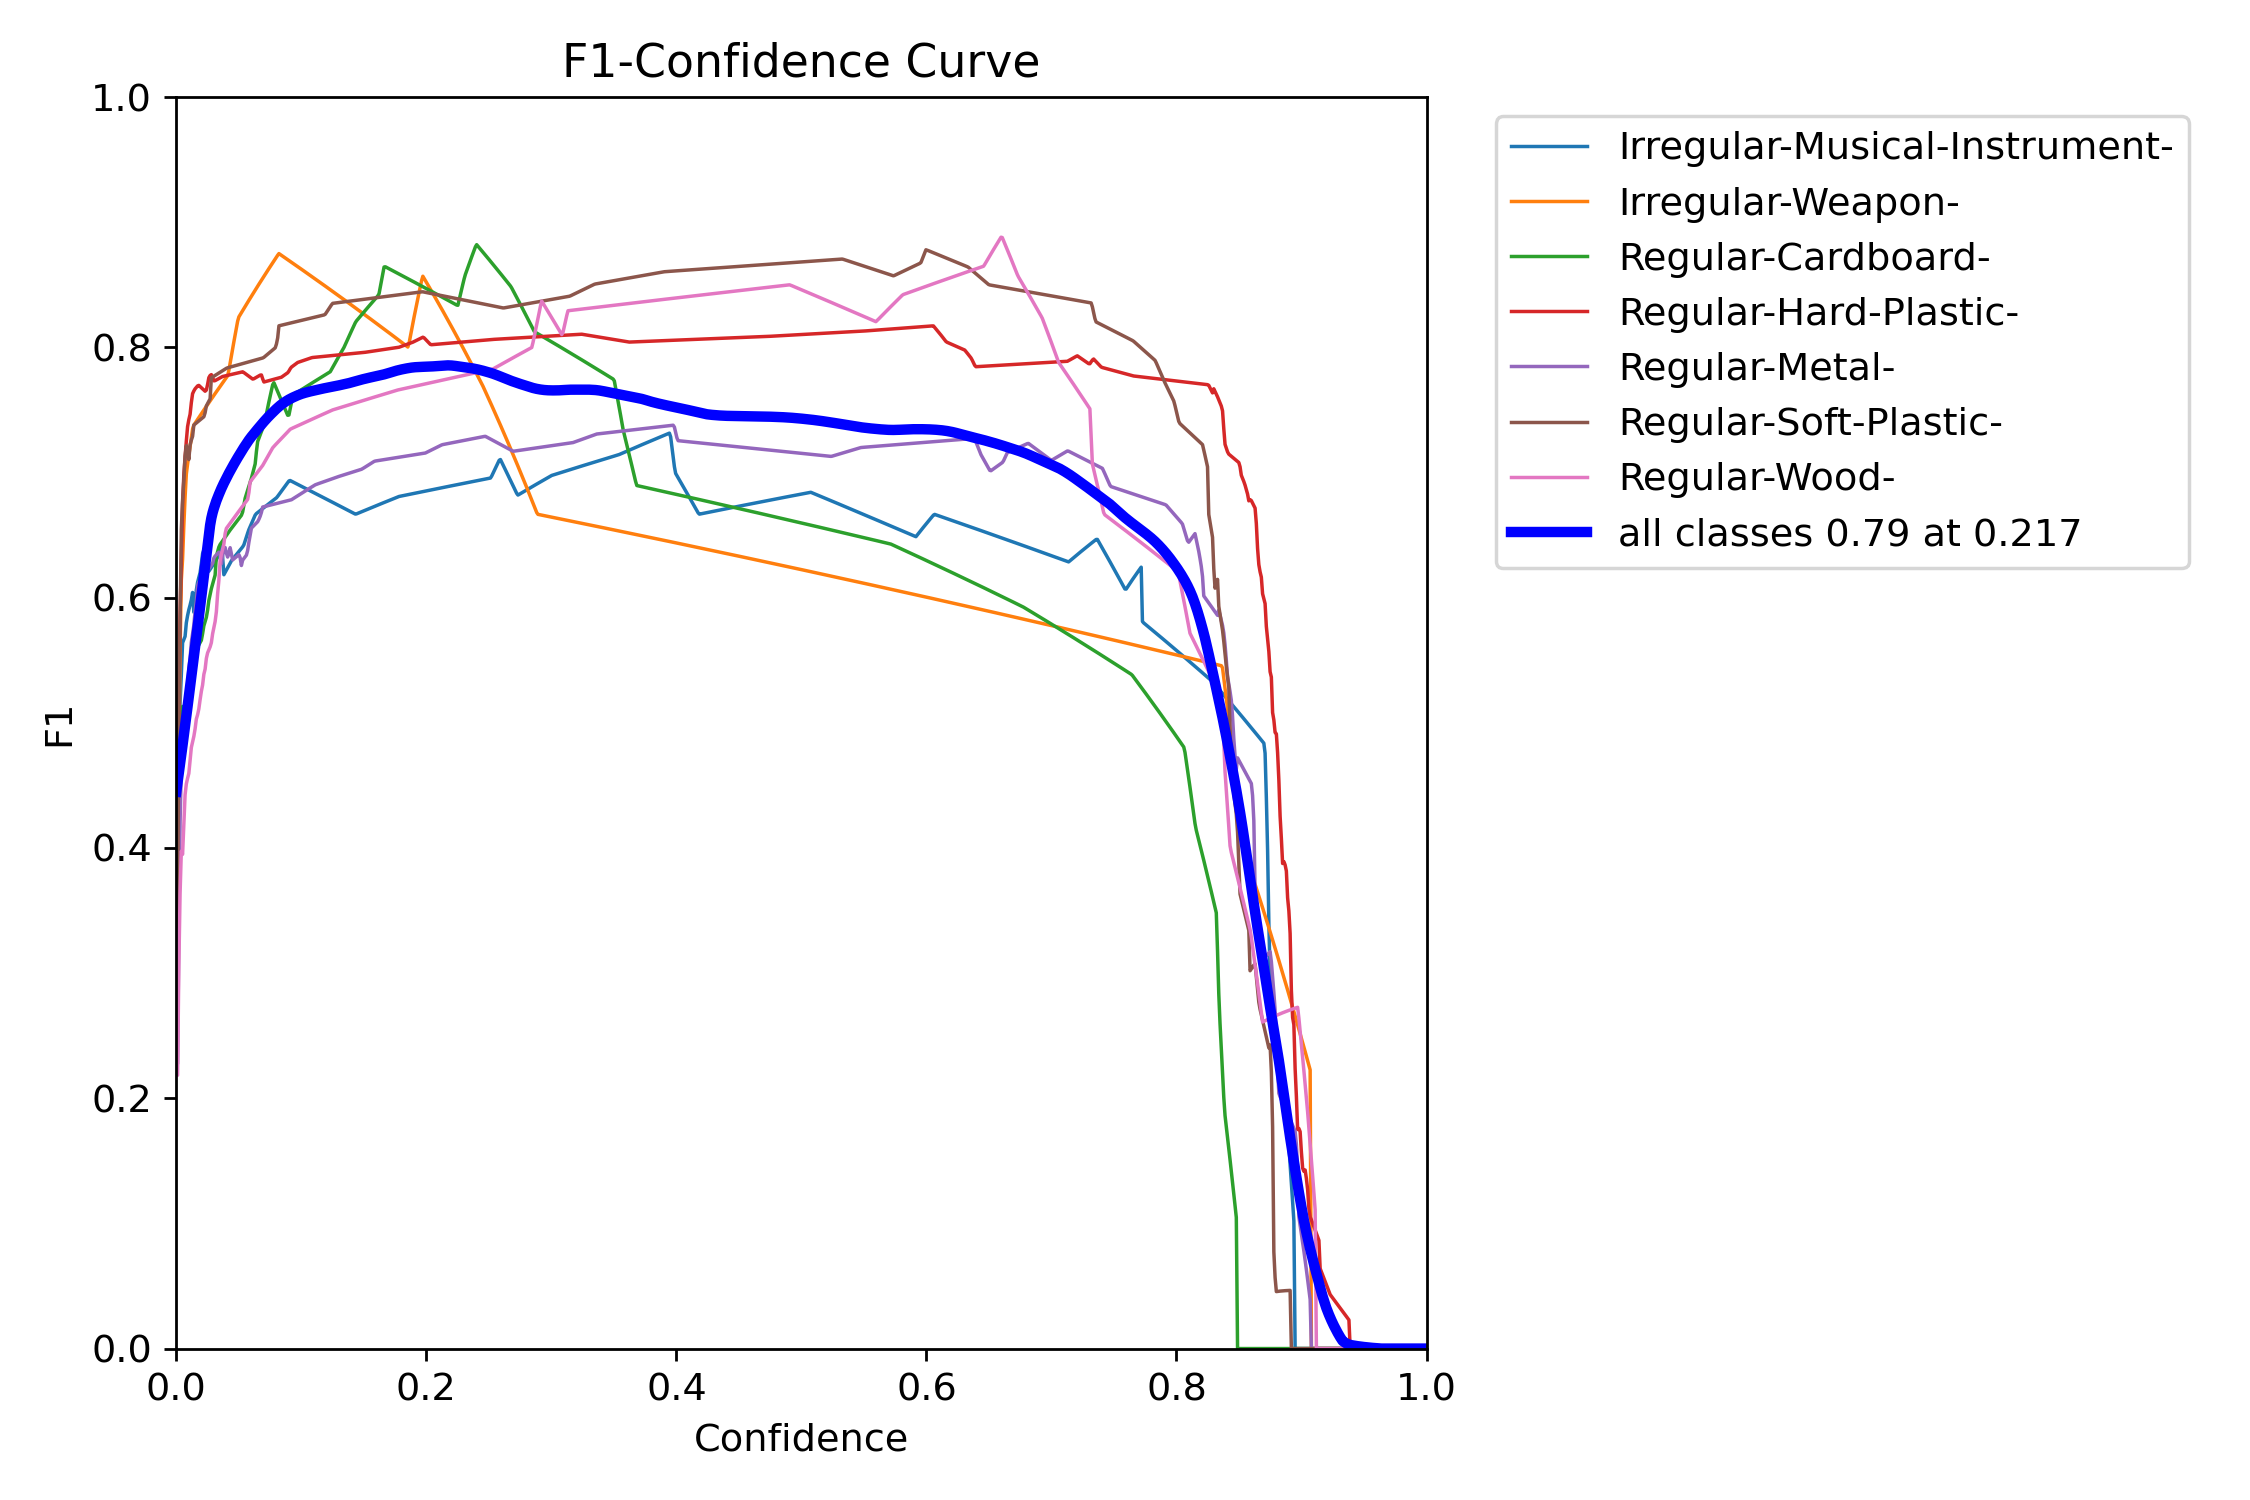 F1-Confidence Curve
1.0
0.8
0.6
0.4
0.2
0.0
F1
0.0 0.2 0.4 0.6 0.8 1.0
Confidence
Irregular-Musical-Instrument-
Irregular-Weapon-
Regular-Cardboard-
Regular-Hard-Plastic-
Regular-Metal-
Regular-Soft-Plastic-
Regular-Wood-
all classes 0.79 at 0.217